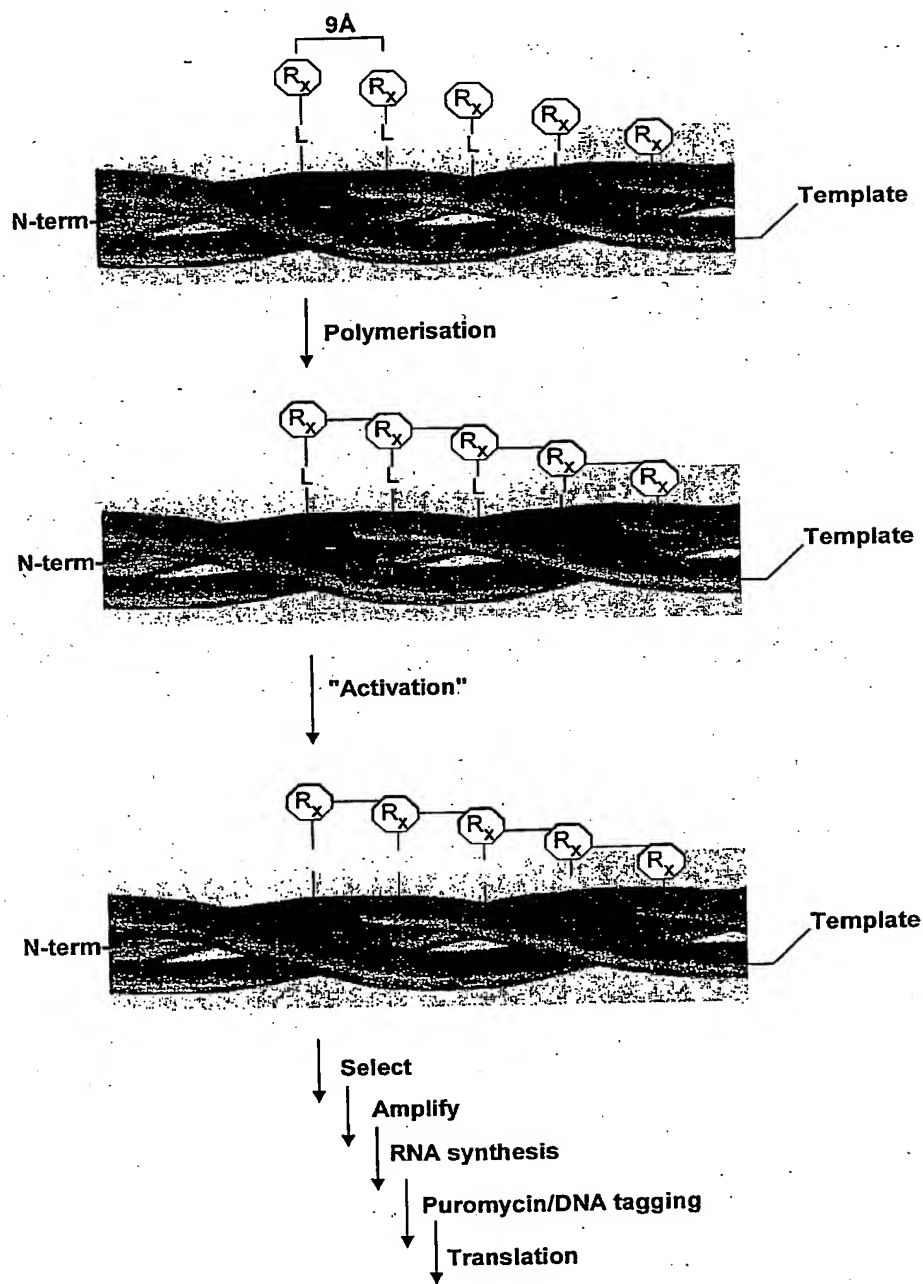 9Å
Rx Rx Rx Rx Rx
L L L L
N-term
Template
Polymerisation
Rx Rx Rx Rx Rx
L L L
N-term
Template
"Activation"
Rx Rx Rx Rx Rx
N-term
Template
Select
Amplify
RNA synthesis
Puromycin/DNA tagging
Translation